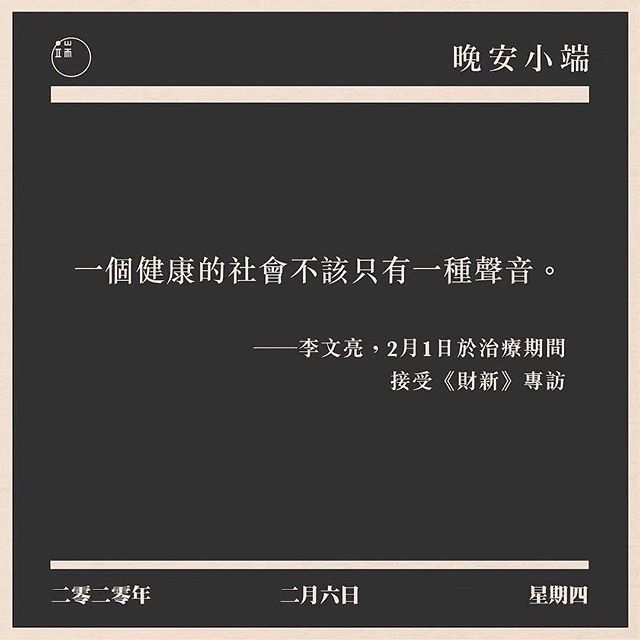 端
晚安小端
一個健康的社會不該只有一種聲音。
——李文亮，2月1日於治療期間
接受《財新》專訪
二零二零年 二月六日 星期四